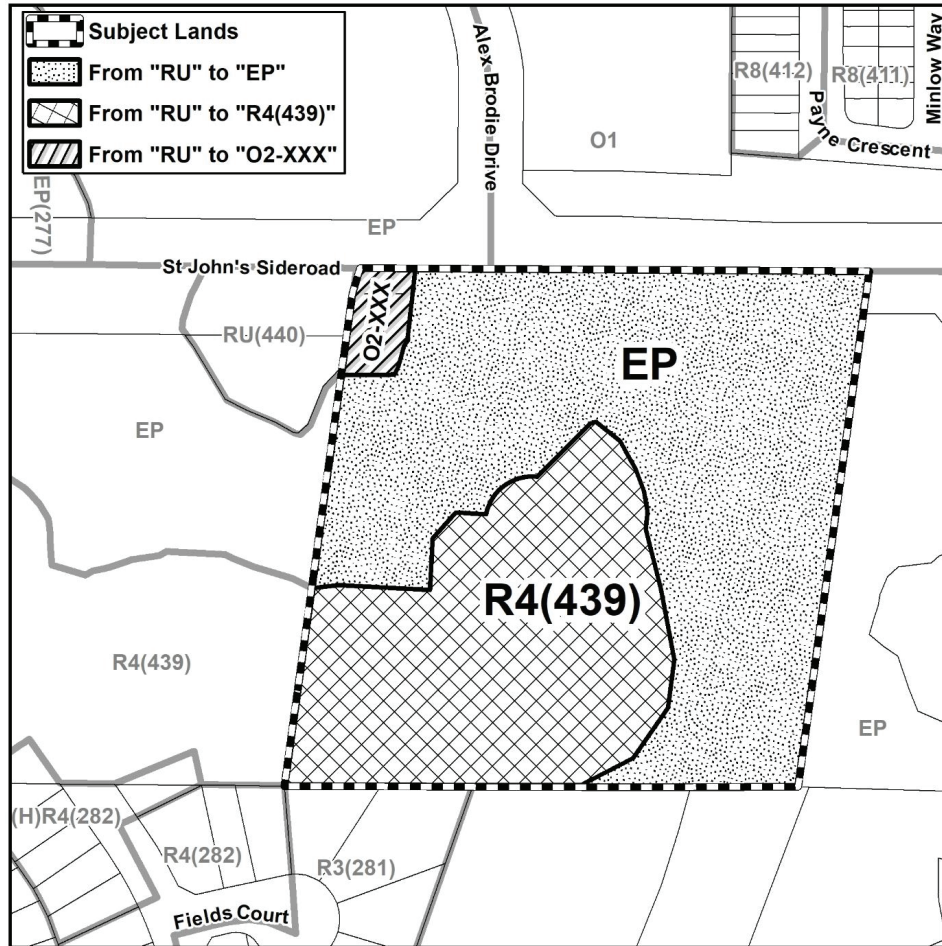 Subject Lands
From "RU" to "EP"
From "RU" to "R4(439)"
From "RU" to "O2-XXX"
Alex Brodie Drive
R8(412)
R8(411)
Minlow Way
Payne Crescent
O1
EP(277)
EP
St John's Sideroad
O2-XXX
RU(440)
EP
EP
R4(439)
R4(439)
EP
(H)R4(282)
R4(282)
R3(281)
Fields Court